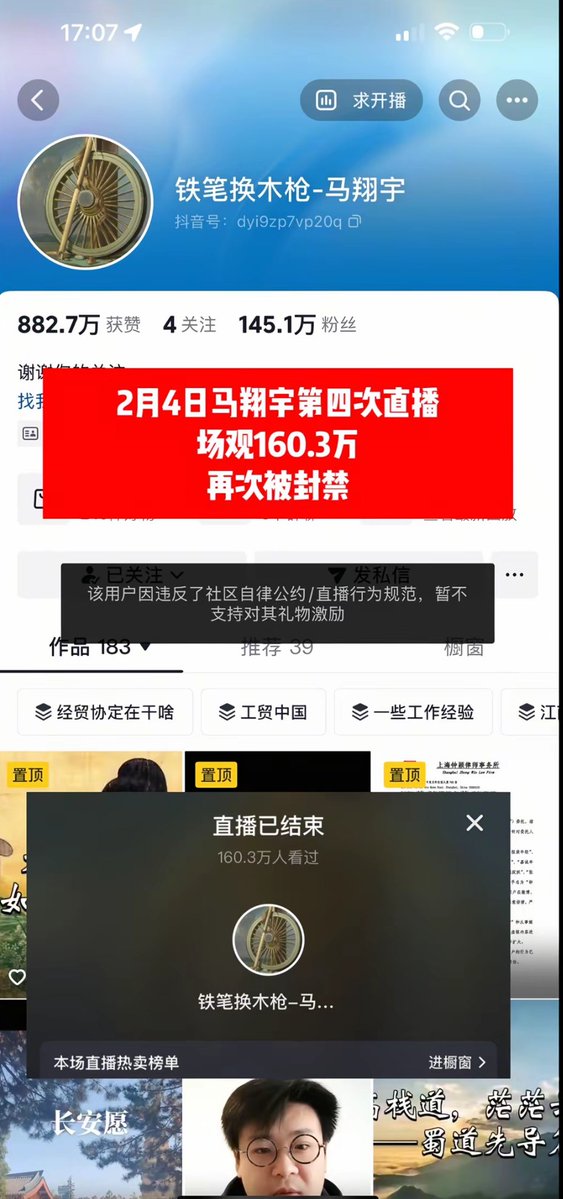 17:07
求开播
铁笔换木枪-马翔宇
抖音号：dyi9zp7vp20q
882.7万 获赞 4 关注 145.1万 粉丝
谢谢你的关注
找我
2月4日马翔宇第四次直播
场观160.3万
再次被封禁
已关注 发私信
该用户因违反了社区自律公约/直播行为规范，暂不
支持对其礼物激励
作品 183 推荐 39 橱窗
经贸协定在干啥 工贸中国 一些工作经验 江
置顶 置顶 置顶
上海钟颖律师事务所
直播已结束
160.3万人看过
如
铁笔换木枪-马...
本场直播热卖榜单 进橱窗
长安愿
栈道，茫茫
——蜀道先导